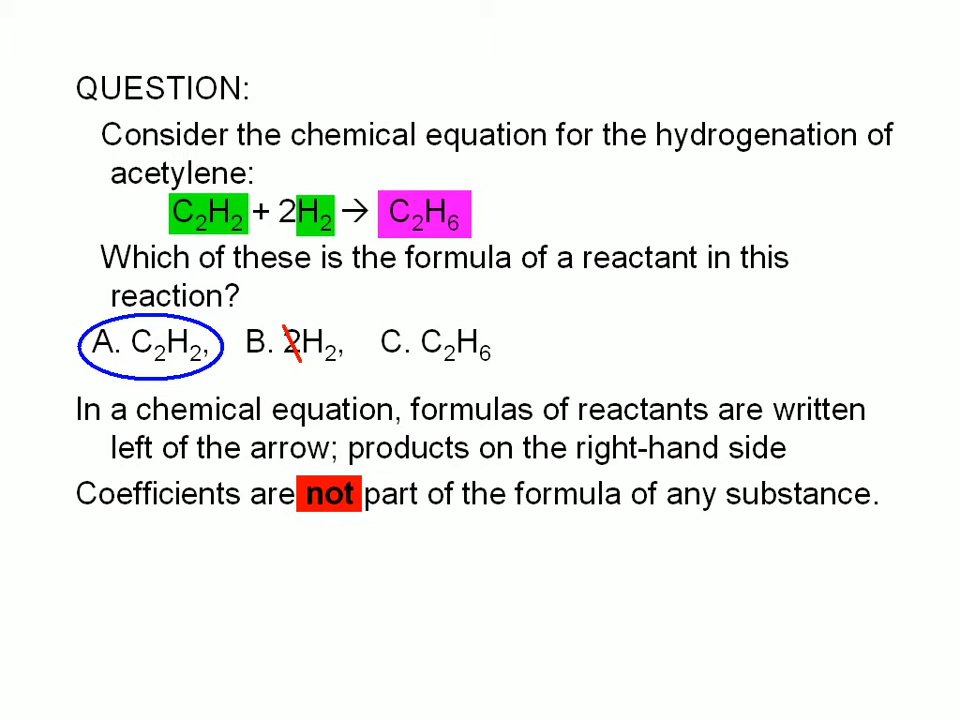 QUESTION:
Consider the chemical equation for the hydrogenation of
acetylene:
C₂H₂ + 2H₂ → C₂H₆
Which of these is the formula of a reactant in this
reaction?
A. C₂H₂, B. 2H₂, C. C₂H₆
In a chemical equation, formulas of reactants are written
left of the arrow; products on the right-hand side
Coefficients are not part of the formula of any substance.